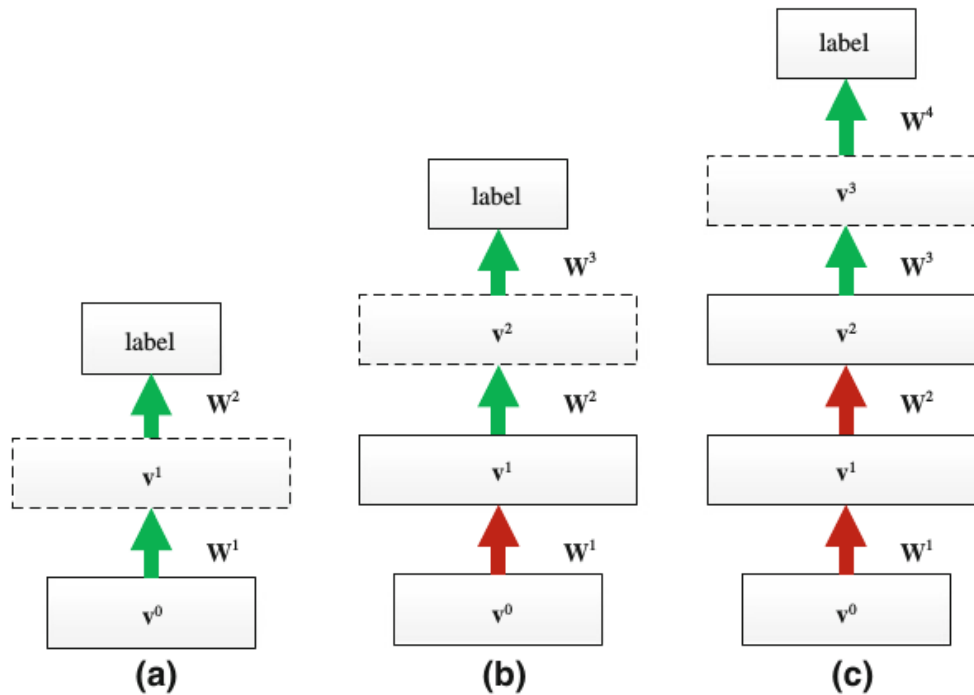 label
W²
v¹
W¹
v⁰
(a)
label
W³
v²
W²
v¹
W¹
v⁰
(b)
label
W⁴
v³
W³
v²
W²
v¹
W¹
v⁰
(c)